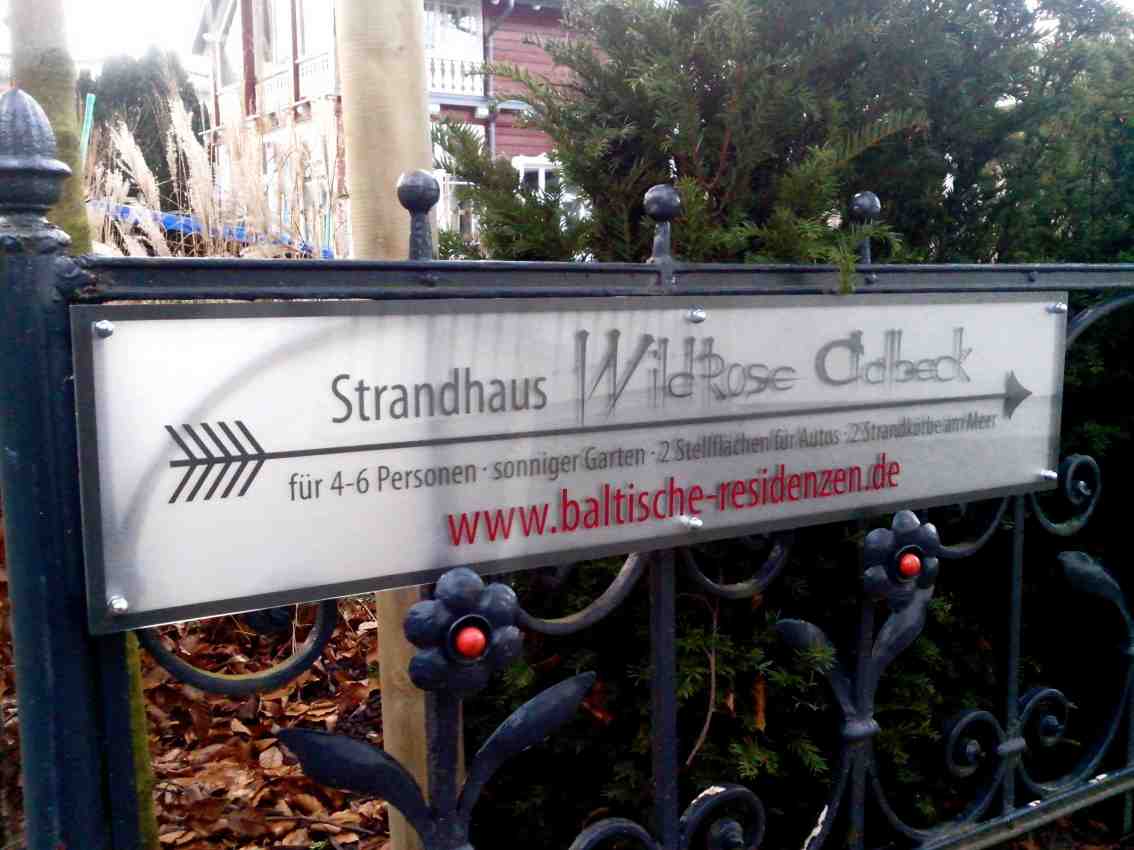 Strandhaus WildRose Ahlbeck
für 4-6 Personen · sonniger Garten · 2 Stellflächen für Autos · 2 Strandkörbe am Meer
www.baltische-residenzen.de